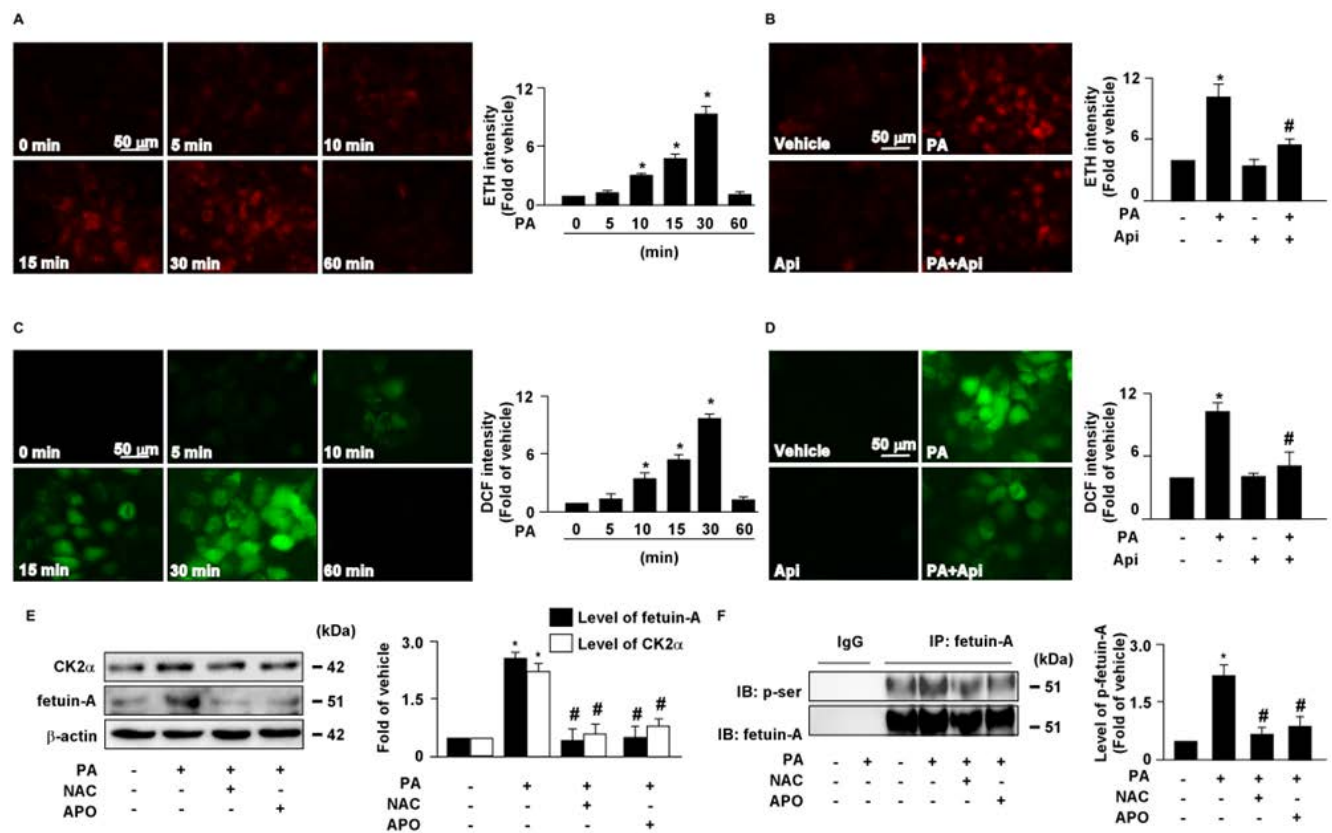 A
0 min
50 µm
5 min
10 min
15 min
30 min
60 min
ETH intensity
(Fold of vehicle)
12
6
0
* * * *
PA 0 5 10 15 30 60
(min)
B
Vehicle
50 µm
PA
Api
PA+Api
ETH intensity
(Fold of vehicle)
12
6
0
* #
PA - + - +
Api - - + +
C
0 min
50 µm
5 min
10 min
15 min
30 min
60 min
DCF intensity
(Fold of vehicle)
12
6
0
* * * *
PA 0 5 10 15 30 60
(min)
D
Vehicle
50 µm
PA
Api
PA+Api
DCF intensity
(Fold of vehicle)
12
6
0
* #
PA - + - +
Api - - + +
E
(kDa)
CK2α – 42
fetuin-A – 51
β-actin – 42
PA - + + +
NAC - - + -
APO - - - +
Level of fetuin-A
Level of CK2α
Fold of vehicle
3.0
1.5
0
* * # # # #
PA - + + +
NAC - - + -
APO - - - +
F
IgG IP: fetuin-A
(kDa)
IB: p-ser – 51
IB: fetuin-A – 51
PA - + - + + +
NAC - - - - + -
APO - - - - - +
Level of p-fetuin-A
(Fold of vehicle)
3.0
1.5
0
* # #
PA - + + +
NAC - - + -
APO - - - +